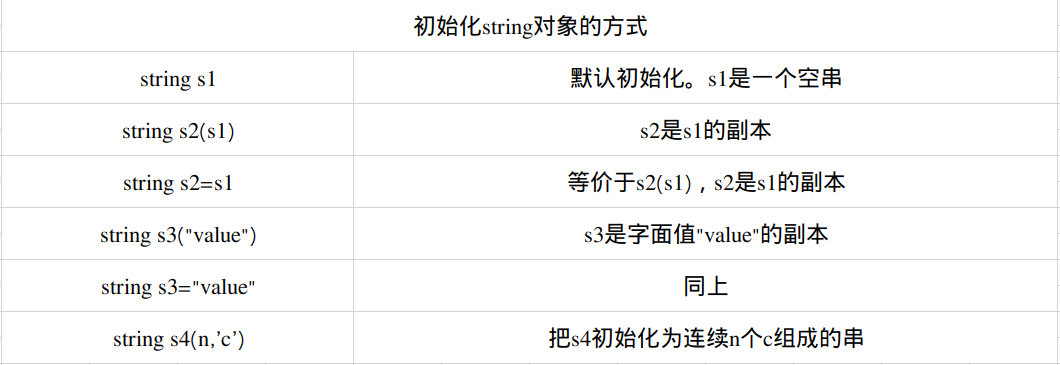 初始化string对象的方式
string s1 默认初始化。s1是一个空串
string s2(s1) s2是s1的副本
string s2=s1 等价于s2(s1)，s2是s1的副本
string s3("value") s3是字面值"value"的副本
string s3="value" 同上
string s4(n,’c’) 把s4初始化为连续n个c组成的串